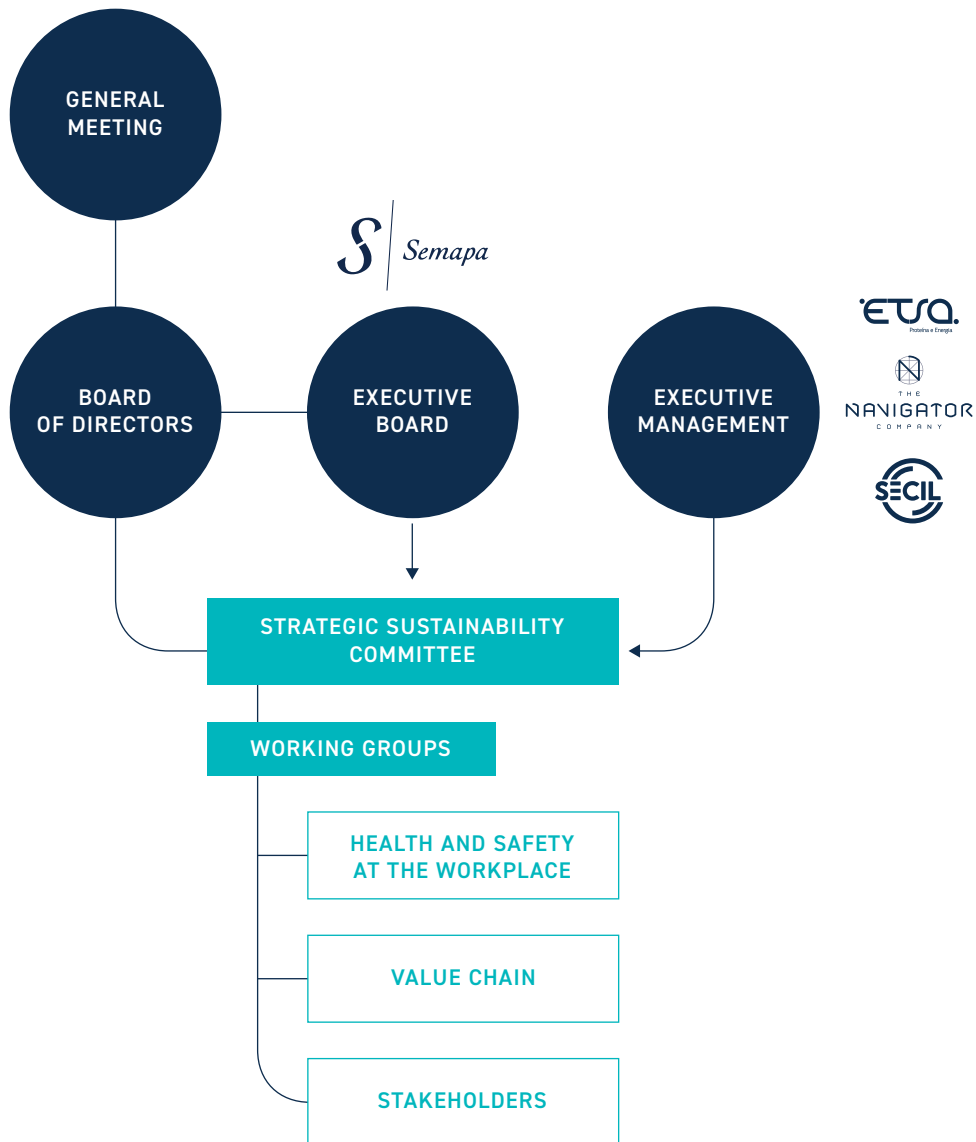 GENERAL
MEETING
S
Semapa
BOARD
OF DIRECTORS
EXECUTIVE
BOARD
EXECUTIVE
MANAGEMENT
ETSA.
Proteína e Energia
N
THE
NAVIGATOR
COMPANY
SECIL
STRATEGIC SUSTAINABILITY
COMMITTEE
WORKING GROUPS
HEALTH AND SAFETY
AT THE WORKPLACE
VALUE CHAIN
STAKEHOLDERS